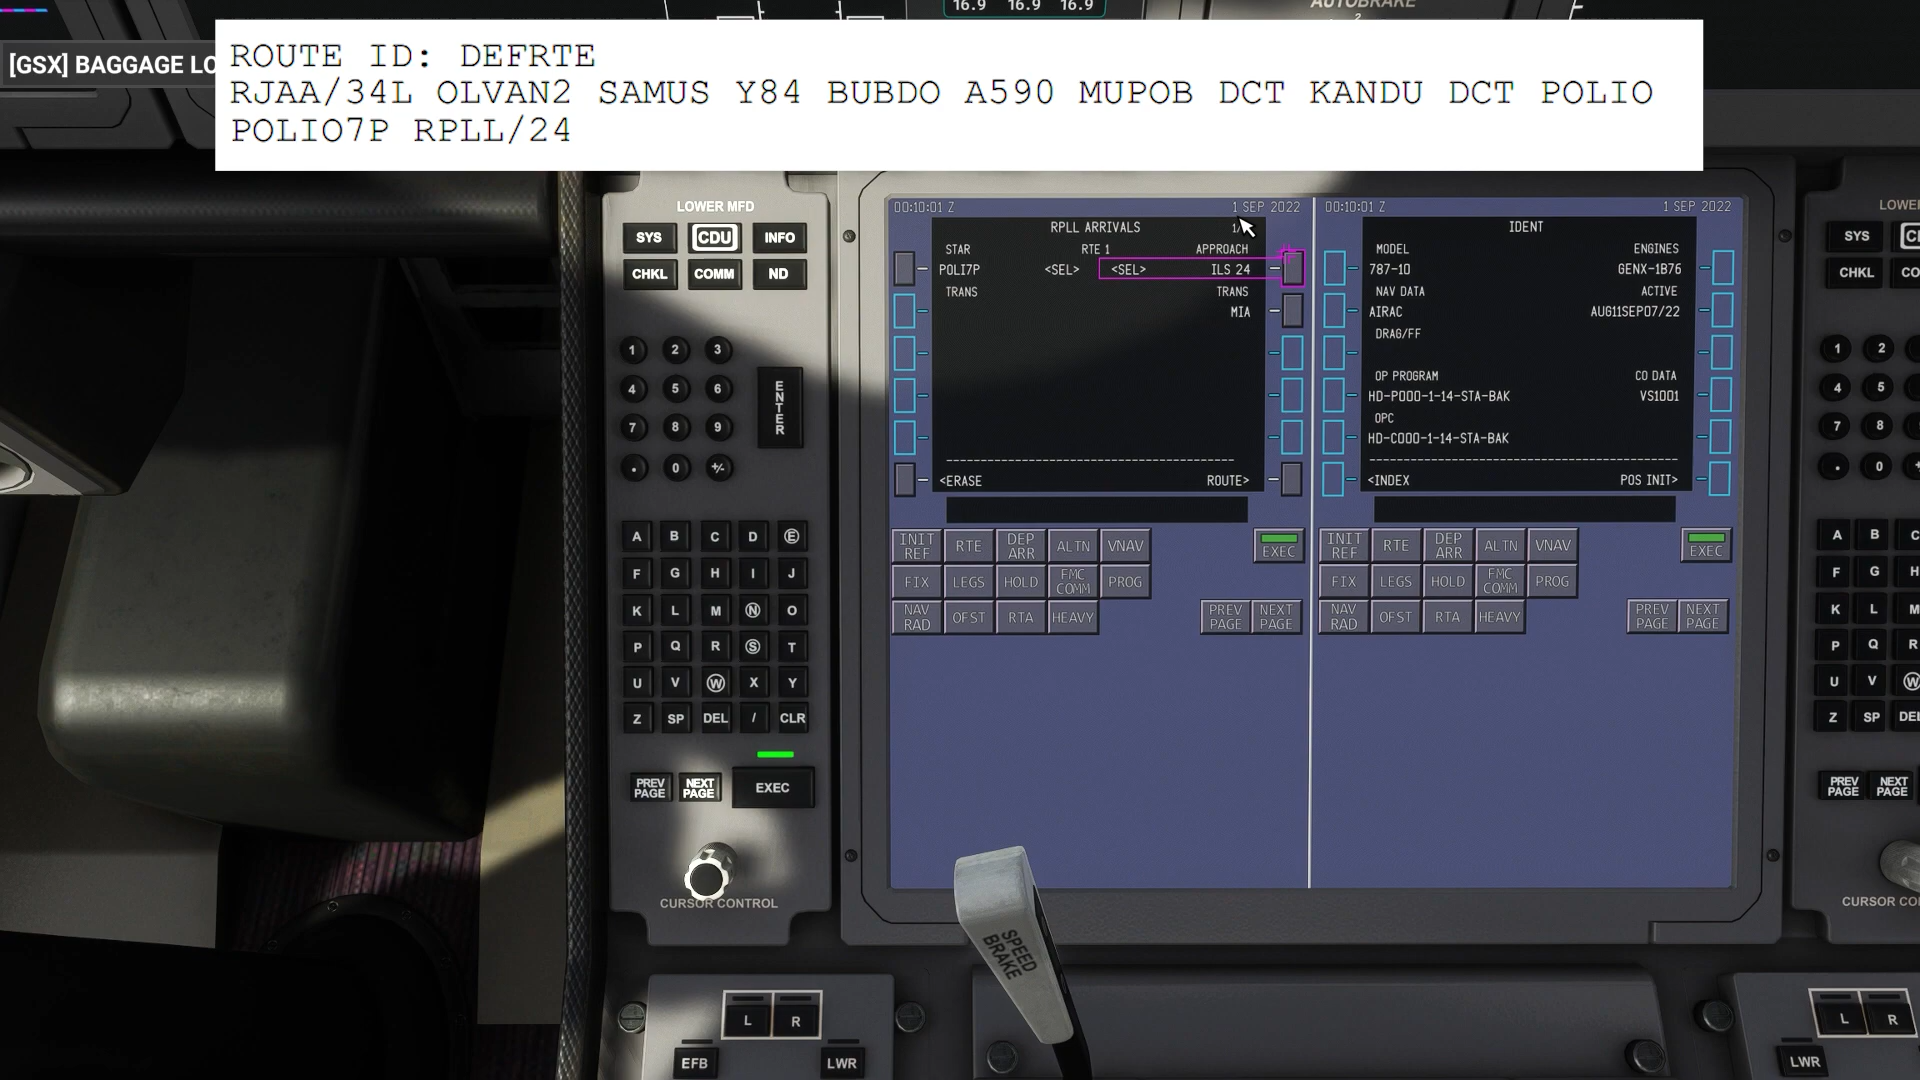 16.9 16.9 16.9
AUTOBRAKE
2
[GSX] BAGGAGE LO
ROUTE ID: DEFRTE
RJAA/34L OLVAN2 SAMUS Y84 BUBDO A590 MUPOB DCT KANDU DCT POLIO
POLIO7P RPLL/24
LOWER MFD
SYS CDU INFO
CHKL COMM ND
1 2 3
4 5 6
7 8 9
. 0 +/-
ENTER
A B C D E
F G H I J
K L M N O
P Q R S T
U V W X Y
Z SP DEL / CLR
PREV PAGE
NEXT PAGE
EXEC
CURSOR CONTROL
00:10:01 Z 1 SEP 2022
RPLL ARRIVALS 1/
STAR RTE 1 APPROACH
POLI7P <SEL> <SEL> ILS 24
TRANS TRANS
MIA
<ERASE ROUTE>
INIT REF RTE DEP ARR ALTN VNAV EXEC
FIX LEGS HOLD FMC COMM PROG
NAV RAD OFST RTA HEAVY PREV PAGE NEXT PAGE
00:10:01 Z 1 SEP 2022
IDENT
MODEL ENGINES
787-10 GENX-1B76
NAV DATA ACTIVE
AIRAC AUG11SEP07/22
DRAG/FF
OP PROGRAM CO DATA
HD-P000-1-14-STA-BAK VS1001
OPC
HD-C000-1-14-STA-BAK
<INDEX POS INIT>
INIT REF RTE DEP ARR ALTN VNAV EXEC
FIX LEGS HOLD FMC COMM PROG
NAV RAD OFST RTA HEAVY PREV PAGE NEXT PAGE
LOWE
SYS C
CHKL CO
1 2
4 5
7 8
. 0 +
A B C
F G H
K L M
P Q R
U V W
Z SP DEL
PREV PAGE
NEXT PAGE
CURSOR CO
SPEED BRAKE
L R
EFB LWR
L R
LWR